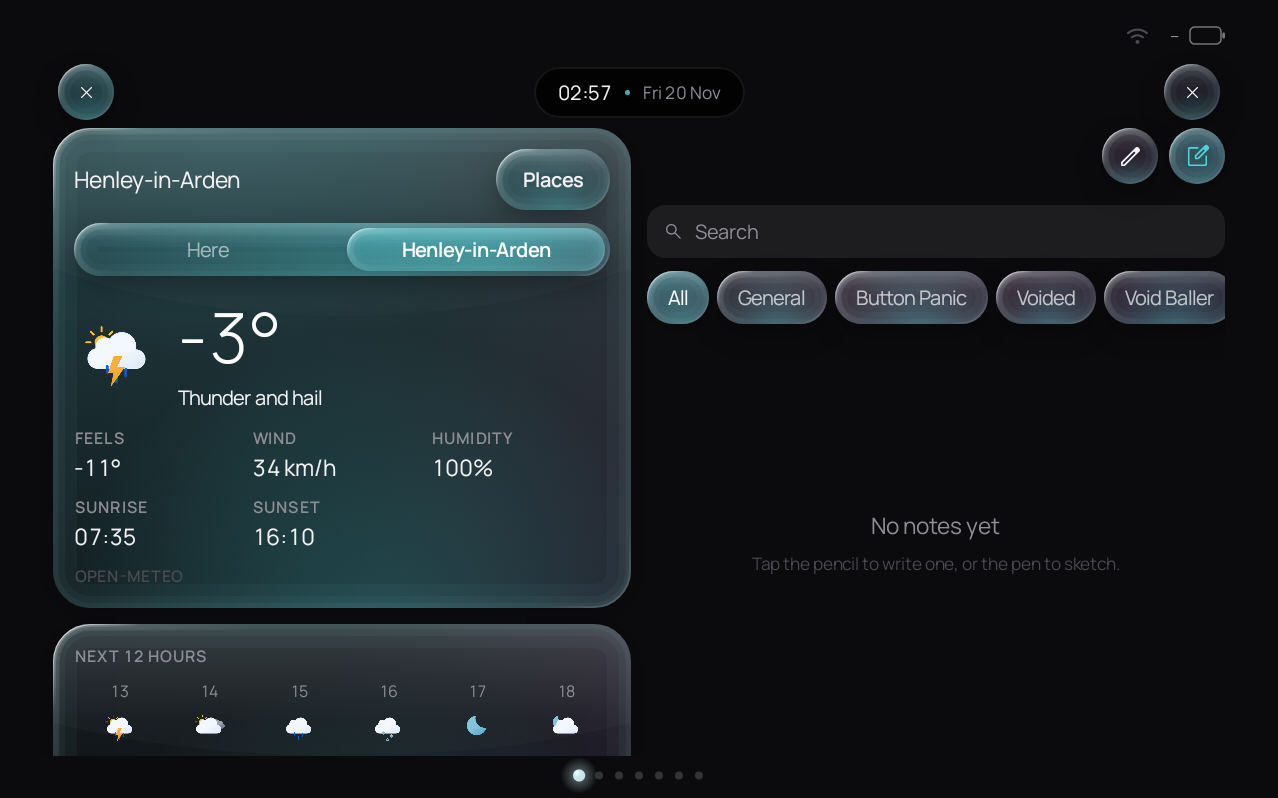 –
02:57 • Fri 20 Nov
Henley-in-Arden
Places
Here
Henley-in-Arden
-3°
Thunder and hail
FEELS
WIND
HUMIDITY
-11°
34 km/h
100%
SUNRISE
SUNSET
07:35
16:10
OPEN-METEO
NEXT 12 HOURS
13 14 15 16 17 18
Search
All
General
Button Panic
Voided
Void Baller
No notes yet
Tap the pencil to write one, or the pen to sketch.